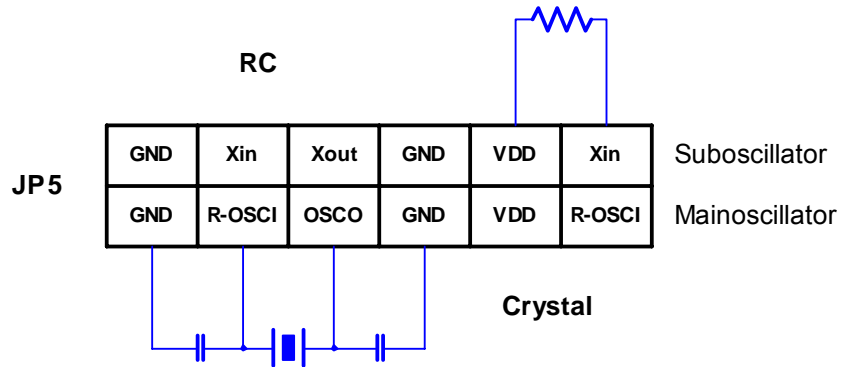 RC
JP5
GND Xin Xout GND VDD Xin Suboscillator
GND R-OSCI OSCO GND VDD R-OSCI Mainoscillator
Crystal